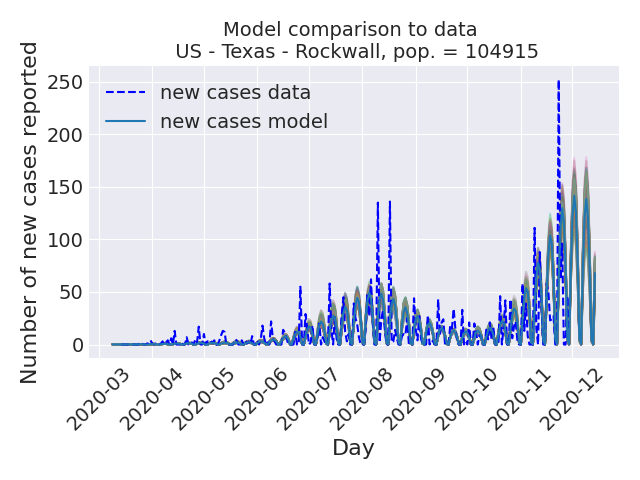 Model comparison to data
US - Texas - Rockwall, pop. = 104915
Number of new cases reported
250
200
150
100
50
0
new cases data
new cases model
2020-03
2020-04
2020-05
2020-06
2020-07
2020-08
2020-09
2020-10
2020-11
2020-12
Day